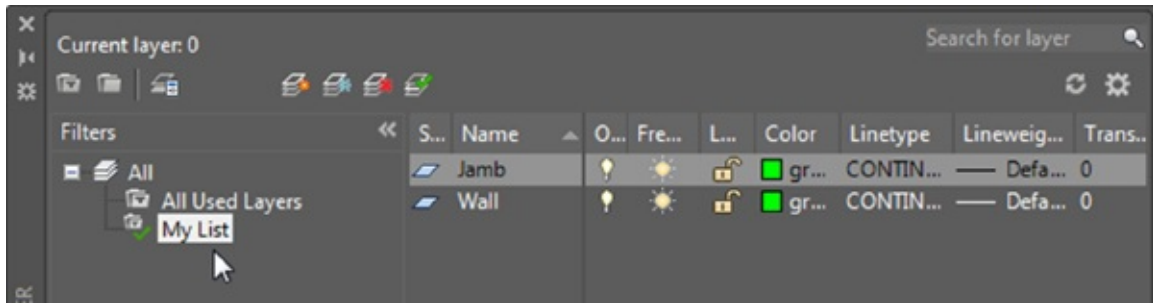 Current layer: 0
Search for layer
Filters
S... Name O... Fre... L... Color Linetype Lineweig... Trans..
All
Jamb gr... CONTIN... Defa... 0
All Used Layers
Wall gr... CONTIN... Defa... 0
My List
ER